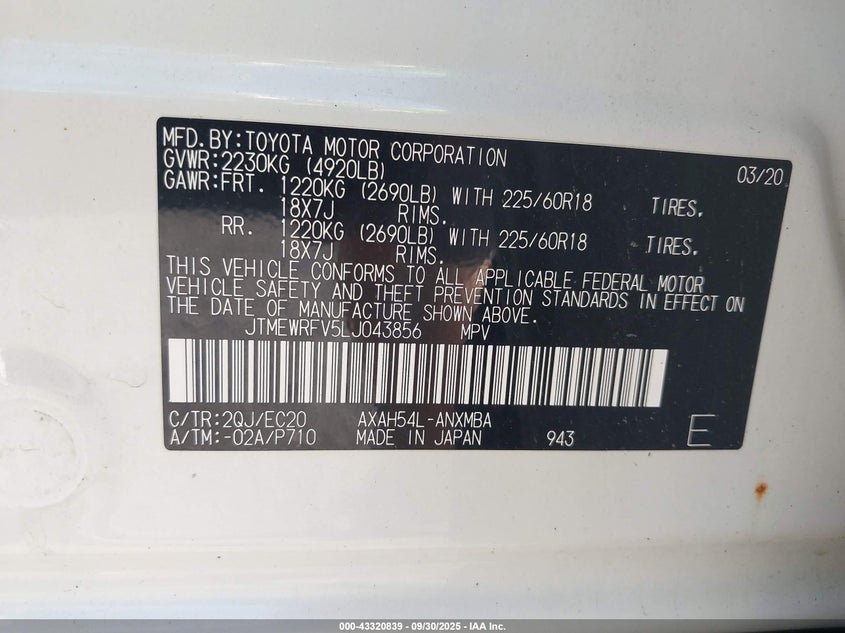 MFD.BY:TOYOTA MOTOR CORPORATION 03/20
GVWR:2230KG (4920LB)
GAWR:FRT. 1220KG (2690LB) WITH 225/60R18 TIRES,
18X7J RIMS.
RR. 1220KG (2690LB) WITH 225/60R18 TIRES,
18X7J RIMS.
THIS VEHICLE CONFORMS TO ALL APPLICABLE FEDERAL MOTOR
VEHICLE SAFETY AND THEFT PREVENTION STANDARDS IN EFFECT ON
THE DATE OF MANUFACTURE SHOWN ABOVE.
JTMEWRFV5LJ043856 MPV
C/TR:2QJ/EC20 AXAH54L-ANXMBA
A/TM:-02A/P710 MADE IN JAPAN 943 E
000-43320839 - 09/30/2025 - IAA Inc.